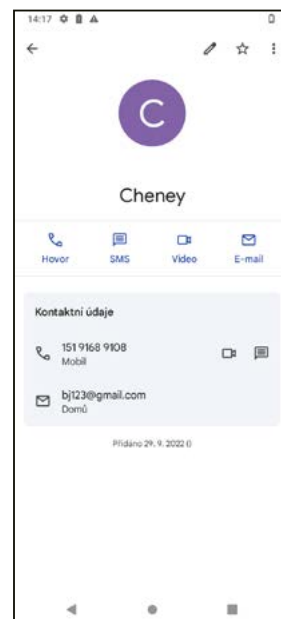 14:17
C
Cheney
Hovor SMS Video E-mail
Kontaktní údaje
151 9168 9108
Mobil
bj123@gmail.com
Domů
Přidáno 29. 9. 2022 ()